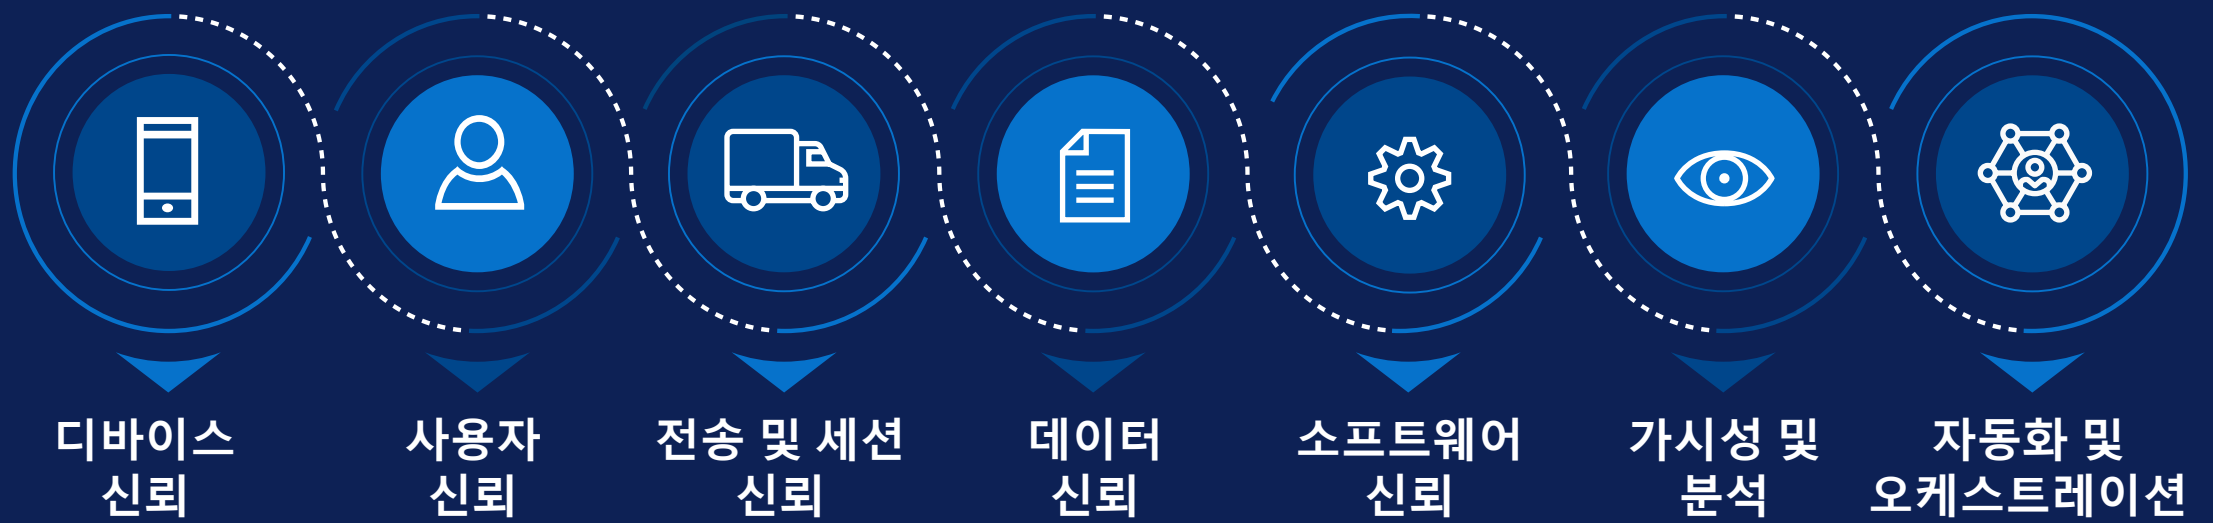 디바이스
신뢰
사용자
신뢰
전송 및 세션
신뢰
데이터
신뢰
소프트웨어
신뢰
가시성 및
분석
자동화 및
오케스트레이션